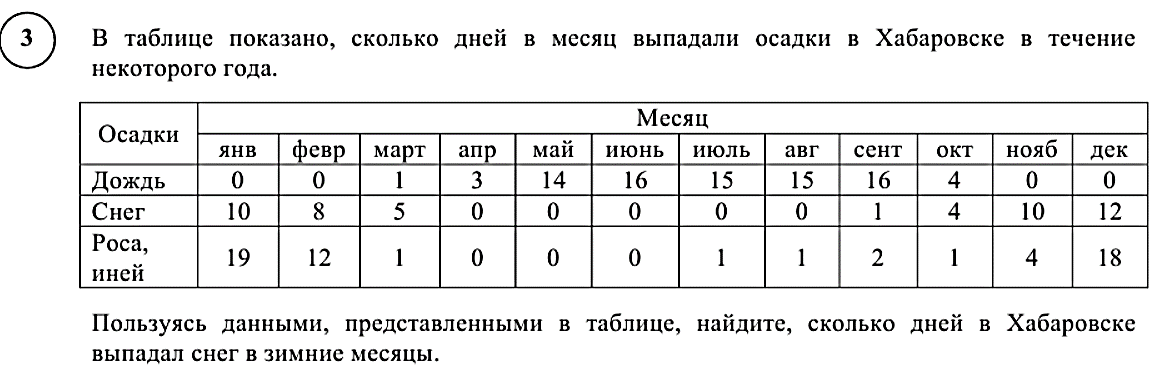 3
В таблице показано, сколько дней в месяц выпадали осадки в Хабаровске в течение
некоторого года.
Осадки Месяц
янв февр март апр май июнь июль авг сент окт нояб дек
Дождь 0 0 1 3 14 16 15 15 16 4 0 0
Снег 10 8 5 0 0 0 0 0 1 4 10 12
Роса,
иней 19 12 1 0 0 0 1 1 2 1 4 18
Пользуясь данными, представленными в таблице, найдите, сколько дней в Хабаровске
выпадал снег в зимние месяцы.